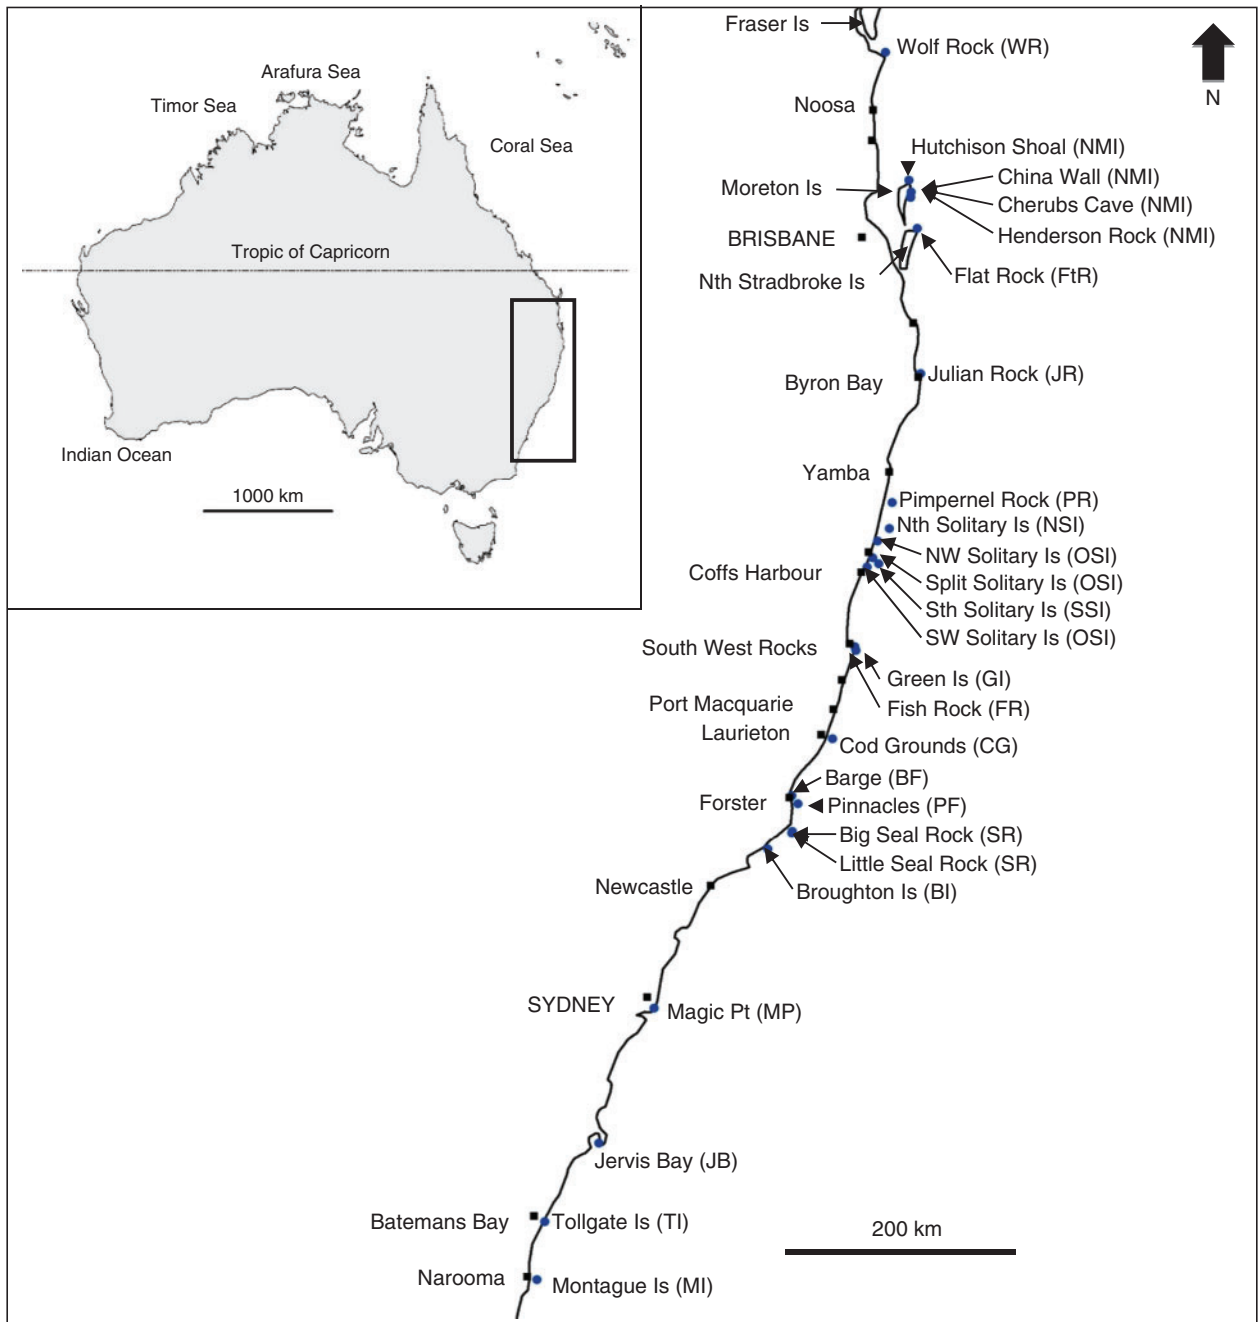 Fraser Is
Wolf Rock (WR)
N
Arafura Sea
Timor Sea
Noosa
Coral Sea
Hutchison Shoal (NMI)
China Wall (NMI)
Moreton Is
Cherubs Cave (NMI)
BRISBANE
Henderson Rock (NMI)
Tropic of Capricorn
Nth Stradbroke Is
Flat Rock (FtR)
Byron Bay
Julian Rock (JR)
Indian Ocean
Yamba
1000 km
Pimpernel Rock (PR)
Nth Solitary Is (NSI)
NW Solitary Is (OSI)
Coffs Harbour
Split Solitary Is (OSI)
Sth Solitary Is (SSI)
SW Solitary Is (OSI)
South West Rocks
Green Is (GI)
Port Macquarie
Fish Rock (FR)
Laurieton
Cod Grounds (CG)
Barge (BF)
Forster
Pinnacles (PF)
Big Seal Rock (SR)
Little Seal Rock (SR)
Newcastle
Broughton Is (BI)
SYDNEY
Magic Pt (MP)
Jervis Bay (JB)
Batemans Bay
Tollgate Is (TI)
200 km
Narooma
Montague Is (MI)